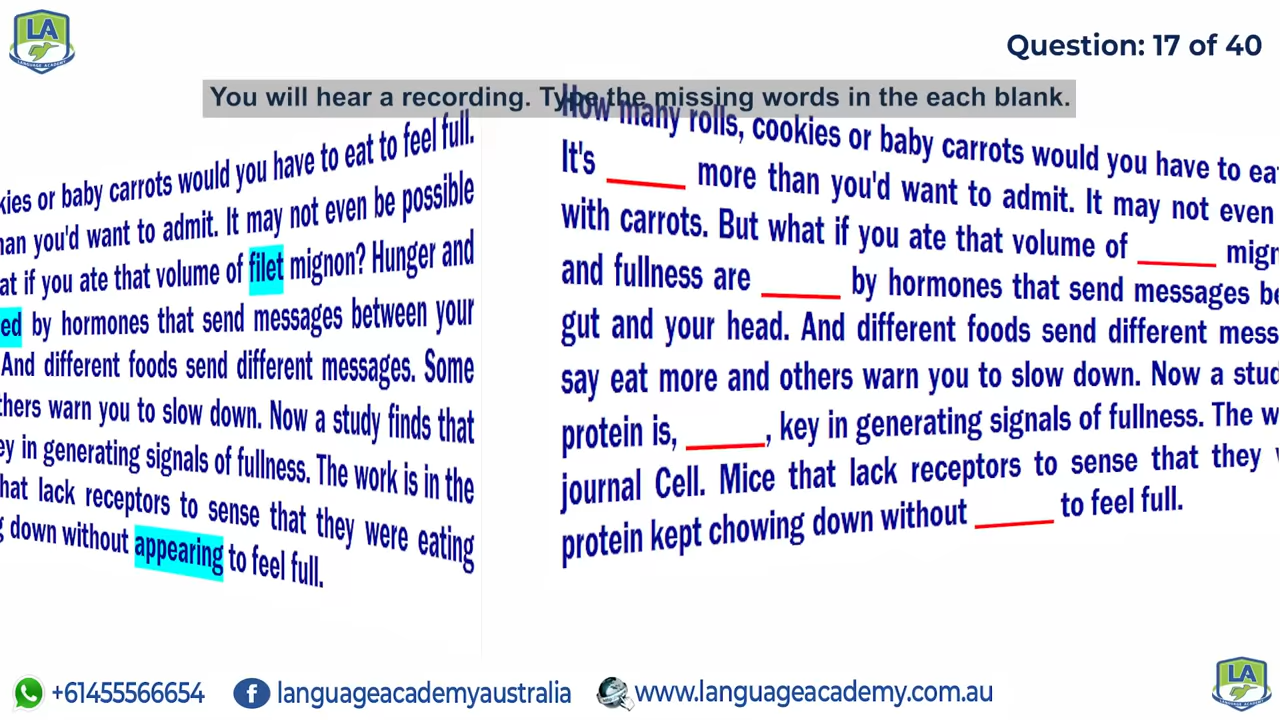 LA
LANGUAGE ACADEMY
Question: 17 of 40
You will hear a recording. Type the missing words in the each blank.
kies or baby carrots would you have to eat to feel full.
han you'd want to admit. It may not even be possible
at if you ate that volume of filet mignon? Hunger and
ed by hormones that send messages between your
And different foods send different messages. Some
thers warn you to slow down. Now a study finds that
ey in generating signals of fullness. The work is in the
hat lack receptors to sense that they were eating
g down without appearing to feel full.
How many rolls, cookies or baby carrots would you have to ea
It's _____ more than you'd want to admit. It may not even
with carrots. But what if you ate that volume of _____ mign
and fullness are _____ by hormones that send messages be
gut and your head. And different foods send different mess
say eat more and others warn you to slow down. Now a stud
protein is, _____, key in generating signals of fullness. The w
journal Cell. Mice that lack receptors to sense that they w
protein kept chowing down without _____ to feel full.
+61455566654
languageacademyaustralia
www.languageacademy.com.au
LA